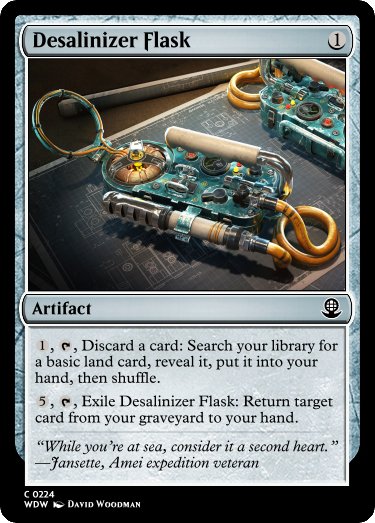 Desalinizer Flask 1
Artifact
1, T, Discard a card: Search your library for
a basic land card, reveal it, put it into your
hand, then shuffle.
5, T, Exile Desalinizer Flask: Return target
card from your graveyard to your hand.
“While you’re at sea, consider it a second heart.”
—Jansette, Amei expedition veteran
C 0224
WDW David Woodman